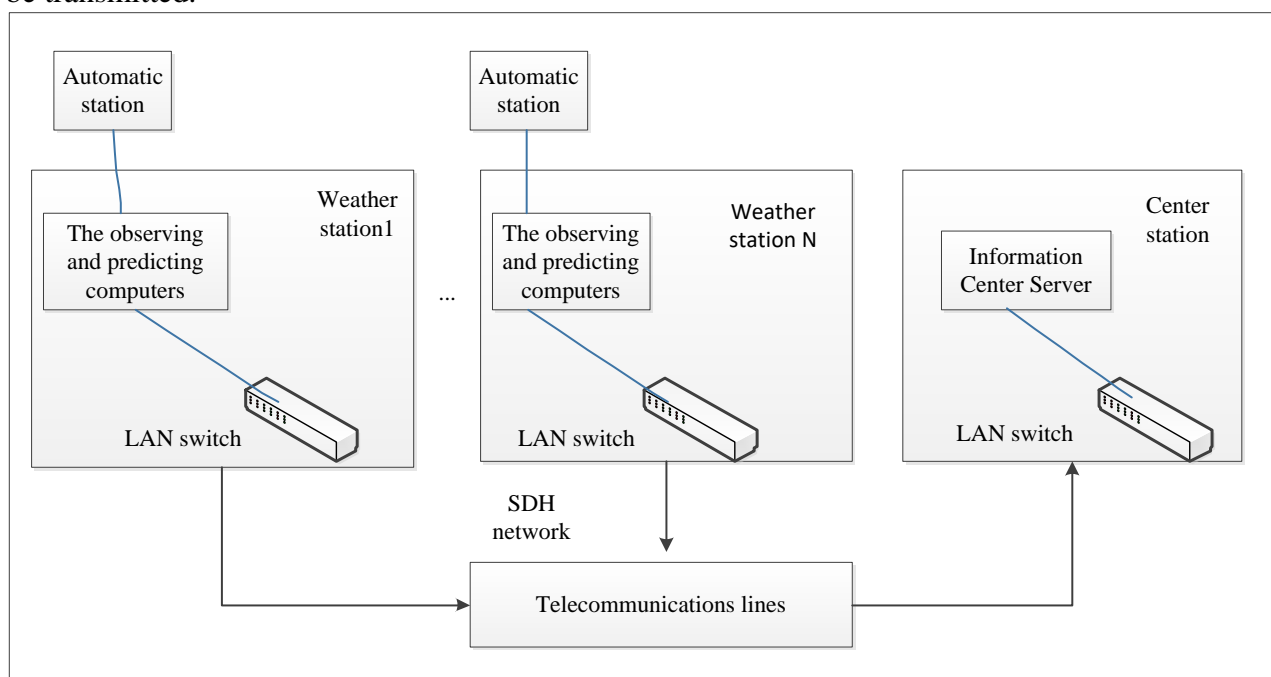 be transmitted.
Automatic
station
Automatic
station
Weather
station1
The observing
and predicting
computers
LAN switch
...
Weather
station N
The observing
and predicting
computers
LAN switch
Center
station
Information
Center Server
LAN switch
SDH
network
Telecommunications lines